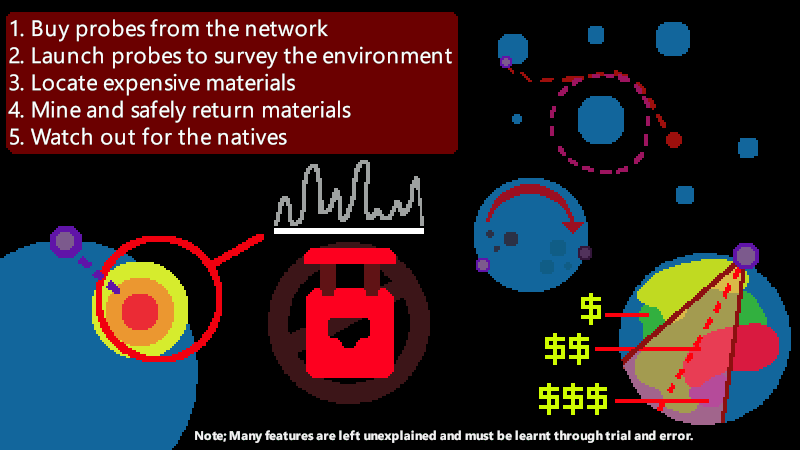 1. Buy probes from the network
2. Launch probes to survey the environment
3. Locate expensive materials
4. Mine and safely return materials
5. Watch out for the natives
$
$$
$$$
Note; Many features are left unexplained and must be learnt through trial and error.